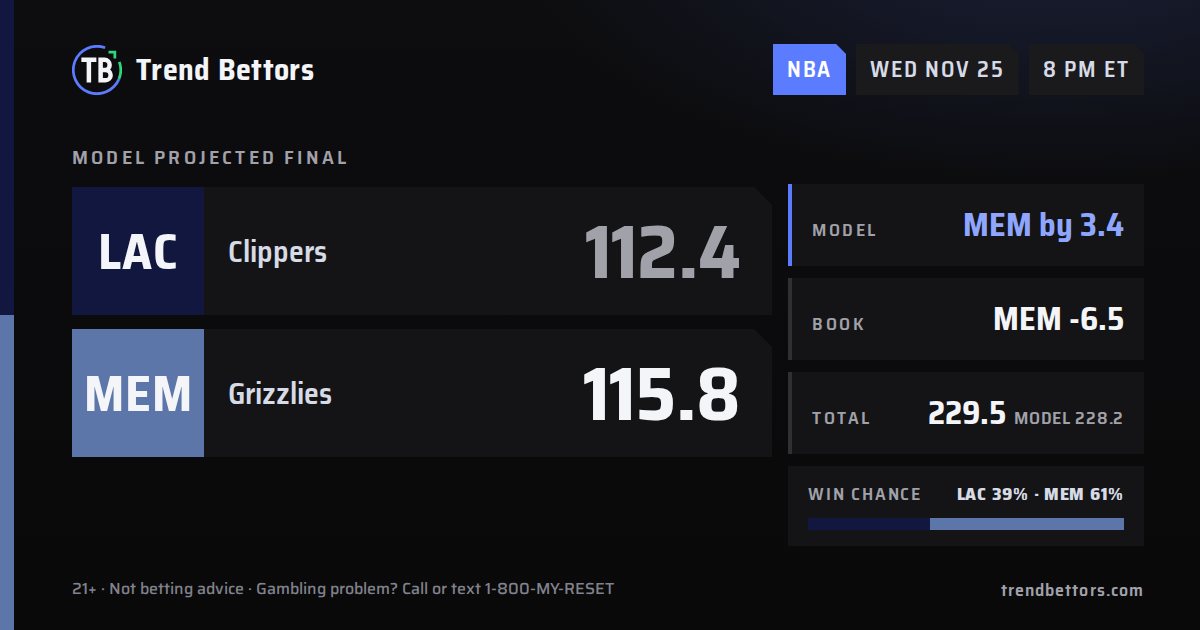 TB Trend Bettors
NBA WED NOV 25 8 PM ET
MODEL PROJECTED FINAL
LAC Clippers 112.4
MEM Grizzlies 115.8
MODEL MEM by 3.4
BOOK MEM -6.5
TOTAL 229.5 MODEL 228.2
WIN CHANCE LAC 39% · MEM 61%
21+ · Not betting advice · Gambling problem? Call or text 1-800-MY-RESET
trendbettors.com